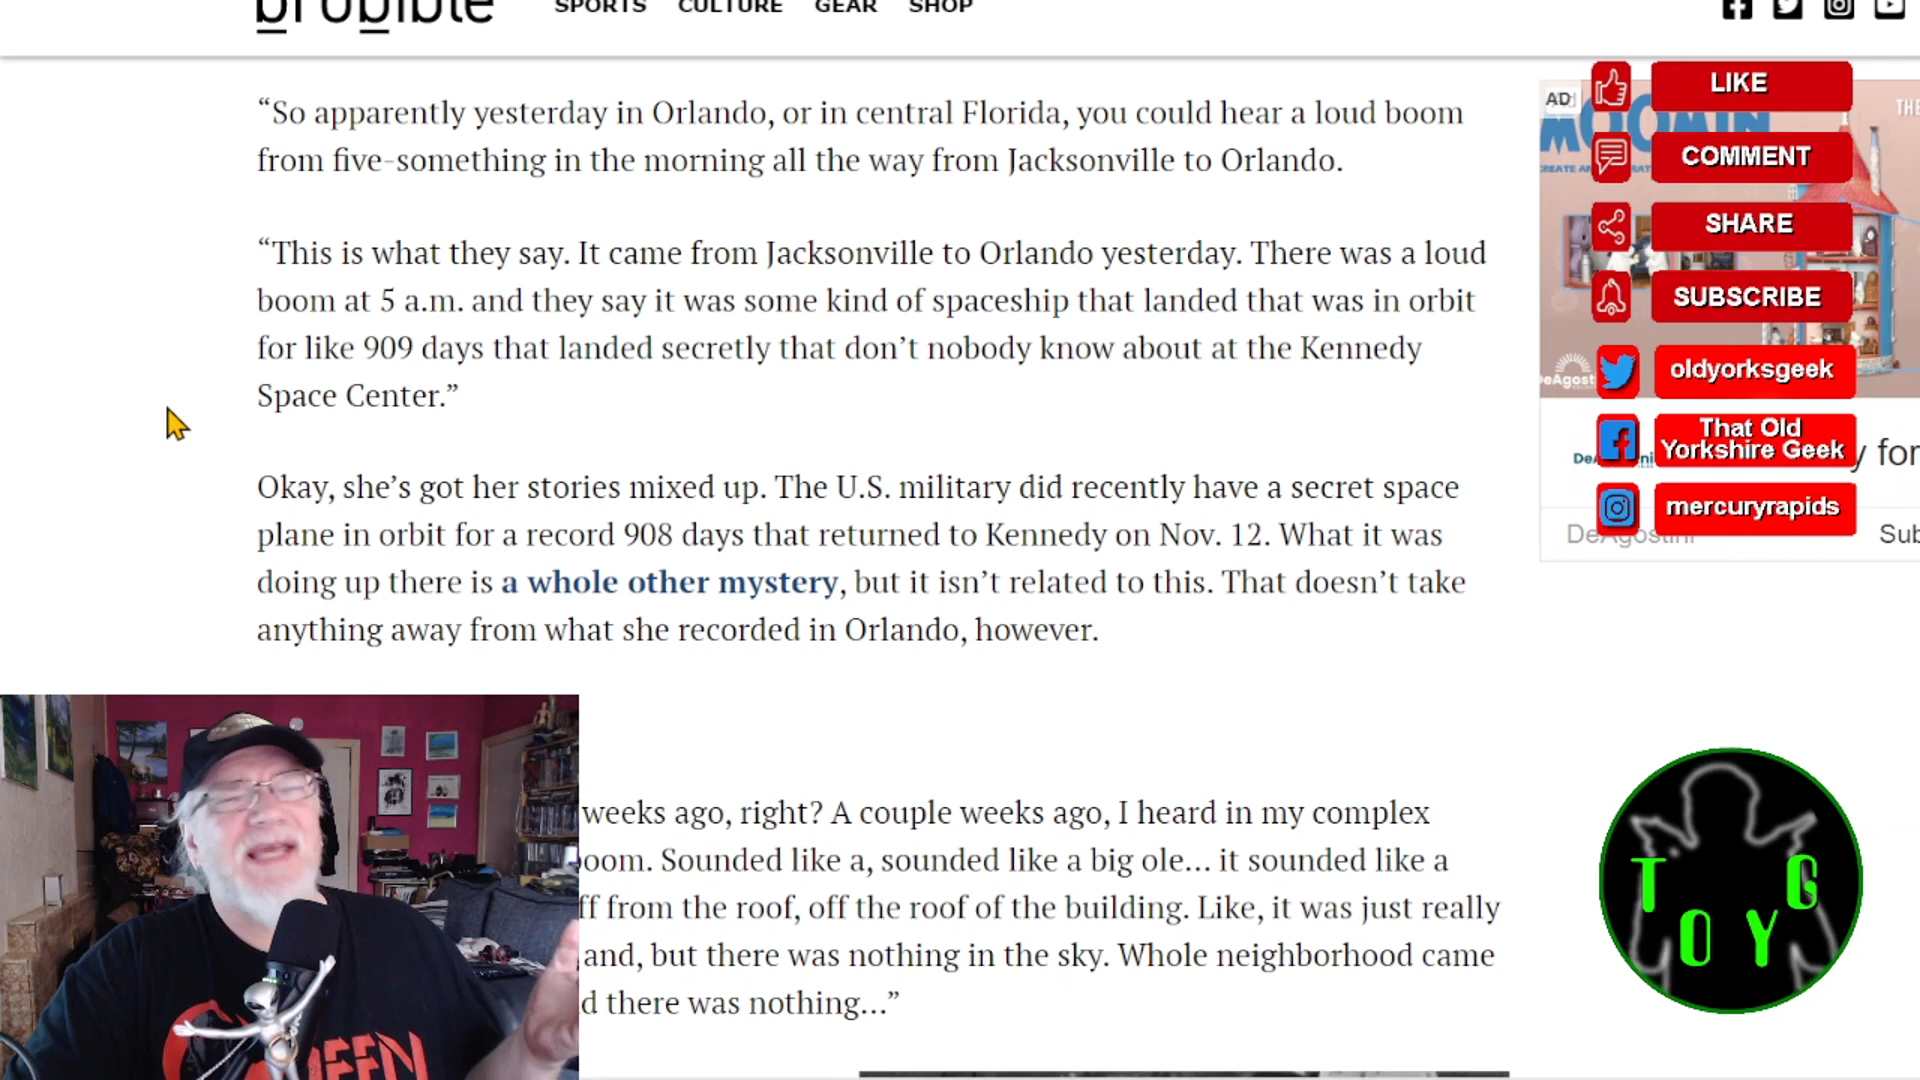 brobible
SPORTS CULTURE GEAR SHOP
“So apparently yesterday in Orlando, or in central Florida, you could hear a loud boom
from five-something in the morning all the way from Jacksonville to Orlando.
“This is what they say. It came from Jacksonville to Orlando yesterday. There was a loud
boom at 5 a.m. and they say it was some kind of spaceship that landed that was in orbit
for like 909 days that landed secretly that don’t nobody know about at the Kennedy
Space Center.”
Okay, she’s got her stories mixed up. The U.S. military did recently have a secret space
plane in orbit for a record 908 days that returned to Kennedy on Nov. 12. What it was
doing up there is a whole other mystery, but it isn’t related to this. That doesn’t take
anything away from what she recorded in Orlando, however.
weeks ago, right? A couple weeks ago, I heard in my complex
boom. Sounded like a, sounded like a big ole… it sounded like a
ff from the roof, off the roof of the building. Like, it was just really
and, but there was nothing in the sky. Whole neighborhood came
d there was nothing…”
AD
THE
MOOMIN
LIKE
COMMENT
SHARE
SUBSCRIBE
oldyorksgeek
That Old
Yorkshire Geek
mercuryrapids
y for
DeAgostini
Sub
T O Y G